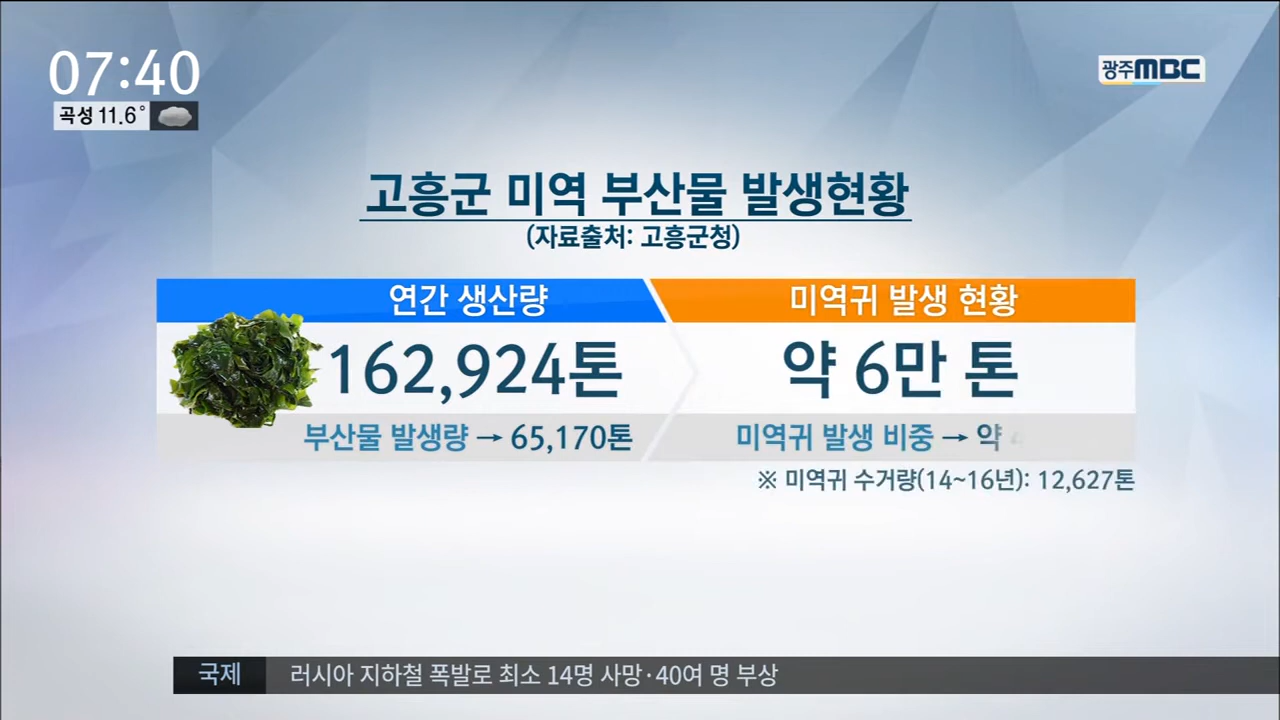 07:40
곡성 11.6°
광주MBC
고흥군 미역 부산물 발생현황
(자료출처: 고흥군청)
연간 생산량
162,924톤
부산물 발생량 → 65,170톤
미역귀 발생 현황
약 6만 톤
미역귀 발생 비중 → 약
※ 미역귀 수거량(14~16년): 12,627톤
국제 러시아 지하철 폭발로 최소 14명 사망·40여 명 부상